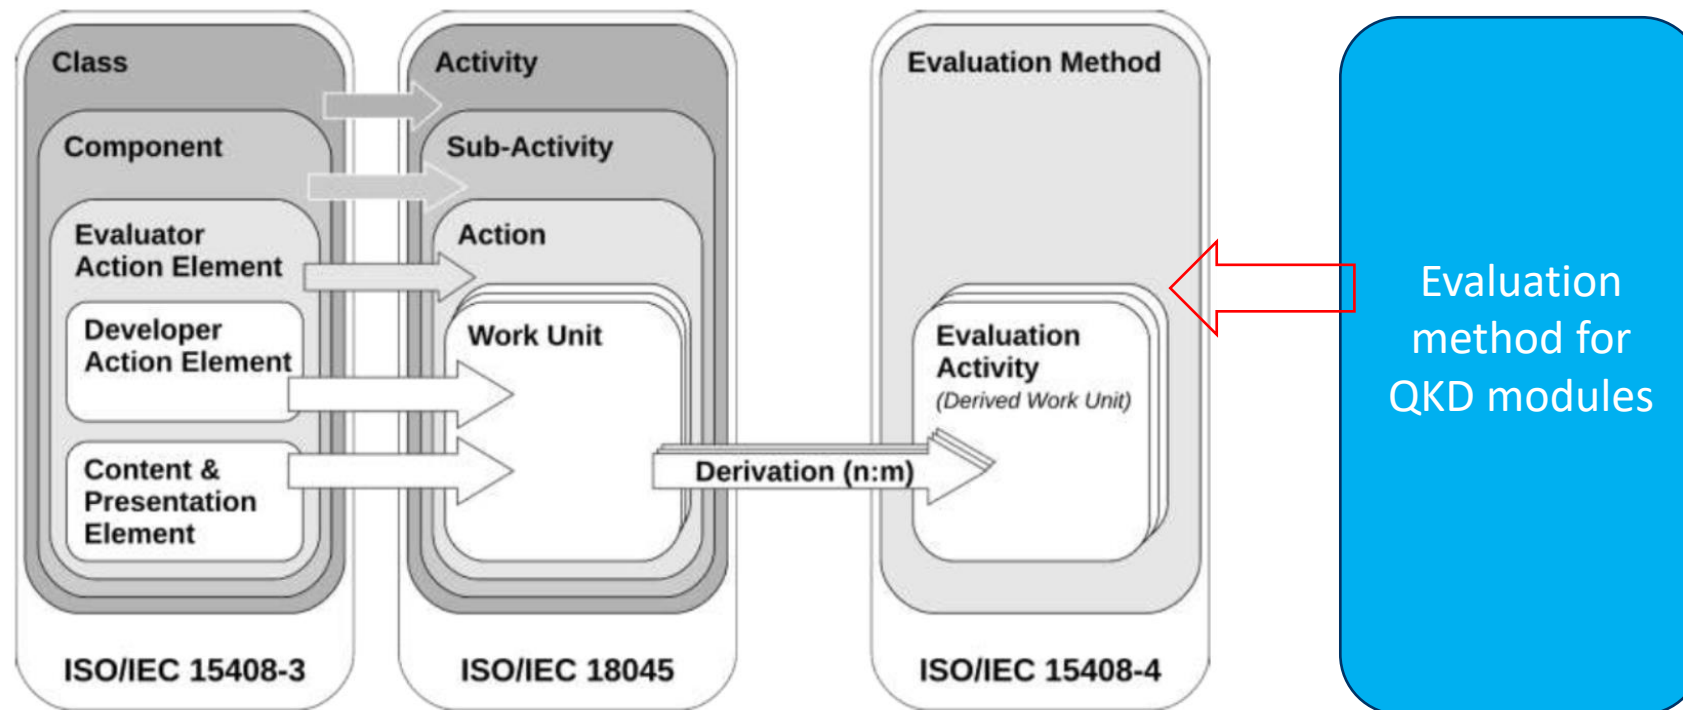 Class
Component
Evaluator
Action Element
Developer
Action Element
Content &
Presentation
Element
ISO/IEC 15408-3
Activity
Sub-Activity
Action
Work Unit
ISO/IEC 18045
Derivation (n:m)
Evaluation Method
Evaluation
Activity
(Derived Work Unit)
ISO/IEC 15408-4
Evaluation
method for
QKD modules